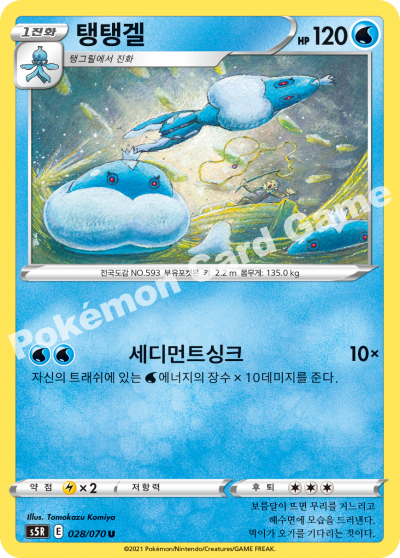 1진화 탱탱겔 HP 120
탱그릴에서 진화
전국도감 NO.593 부유포켓몬 키: 2.2 m 몸무게: 135.0 kg
Pokémon Card Game
세디먼트싱크 10×
자신의 트래쉬에 있는 에너지의 장수 × 10데미지를 준다.
약점 × 2 저항력 후퇴
보름달이 뜨면 무리를 거느리고
해수면에 모습을 드러낸다.
먹이가 오기를 기다리는 것이다.
Illus. Tomokazu Komiya
s5R E 028/070 U
©2021 Pokémon/Nintendo/Creatures/GAME FREAK.